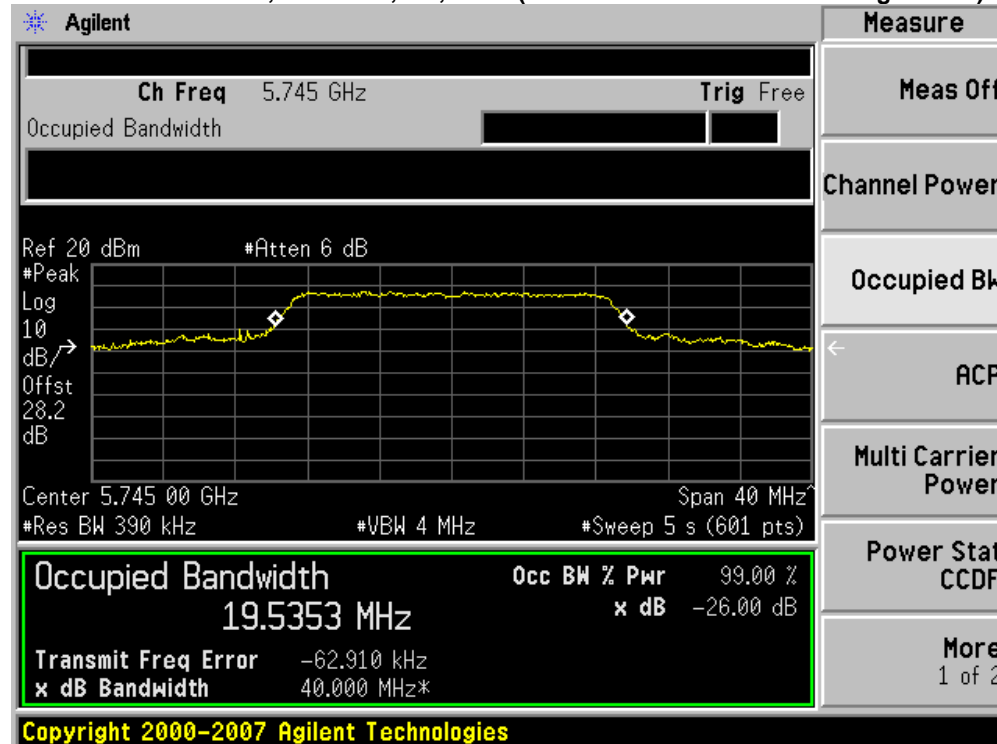 Agilent
Measure
Ch Freq 5.745 GHz Trig Free
Meas Off
Occupied Bandwidth
Channel Power
Ref 20 dBm #Atten 6 dB
#Peak
Log
10
dB/
Offst
28.2
dB
Occupied BW
ACP
Multi Carrier
Power
Center 5.745 00 GHz Span 40 MHz^
#Res BW 390 kHz #VBW 4 MHz #Sweep 5 s (601 pts)
Power Stat
CCDF
Occupied Bandwidth Occ BW % Pwr 99.00 %
19.5353 MHz x dB -26.00 dB
Transmit Freq Error -62.910 kHz
x dB Bandwidth 40.000 MHz*
More
1 of 2
Copyright 2000-2007 Agilent Technologies